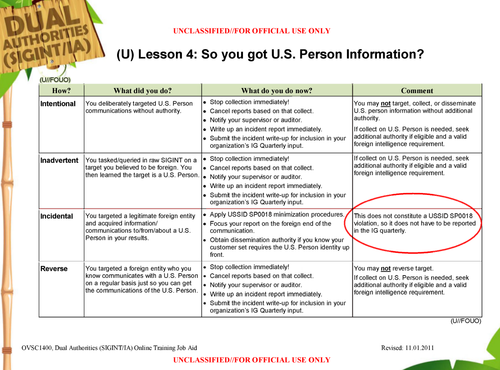 DUAL
AUTHORITIES
(SIGINT/IA)
UNCLASSIFIED//FOR OFFICIAL USE ONLY
(U) Lesson 4: So you got U.S. Person Information?
(U//FOUO)
How? What did you do? What do you do now? Comment
Intentional
You deliberately targeted U.S. Person
communications without authority.
• Stop collection immediately!
• Cancel reports based on that collect.
• Notify your supervisor or auditor.
• Write up an incident report immediately.
• Submit the incident write-up for inclusion in your
organization's IG Quarterly input.
You may not target, collect, or disseminate
U.S. person information without additional
authority.
If collect on U.S. Person is needed, seek
additional authority if eligible and a valid
foreign intelligence requirement.
Inadvertent
You tasked/queried in raw SIGINT on a
target you believed to be foreign. You
then learned the target is a U.S. Person.
• Stop collection immediately!
• Cancel reports based on that collect.
• Notify your supervisor or auditor.
• Write up an incident report immediately.
• Submit the incident write-up for inclusion in your
organization's IG Quarterly input.
If collect on U.S. Person is needed, seek
additional authority if eligible and a valid
foreign intelligence requirement.
Incidental
You targeted a legitimate foreign entity
and acquired information/
communications to/from/about a U.S.
Person in your results.
• Apply USSID SP0018 minimization procedures.
• Focus your report on the foreign end of the
communication.
• Obtain dissemination authority if you know your
customer set requires the U.S. Person identity up
front.
This does not constitute a USSID SP0018
violation, so it does not have to be reported
in the IG quarterly.
Reverse
You targeted a foreign entity who you
know communicates with a U.S. Person
on a regular basis just so you can get
the communications of the U.S. Person.
• Stop collection immediately!
• Cancel reports based on that collect.
• Notify your supervisor or auditor.
• Write up an incident report immediately.
• Submit the incident write-up for inclusion in your
organization's IG Quarterly input.
You may not reverse target.
If collect on U.S. Person is needed, seek
additional authority if eligible and a valid
foreign intelligence requirement.
(U//FOUO)
OVSC1400, Dual Authorities (SIGINT/IA) Online Training Job Aid
Revised: 11.01.2011
UNCLASSIFIED//FOR OFFICIAL USE ONLY